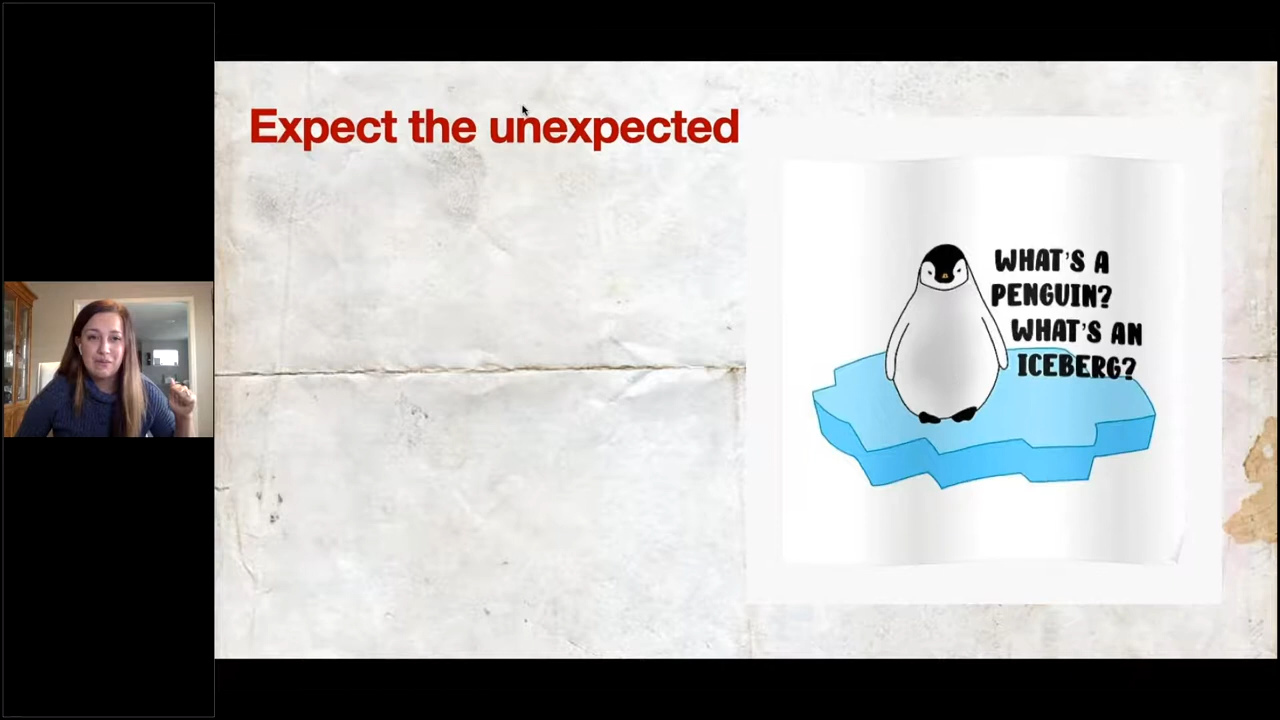 Expect the unexpected
WHAT'S A
PENGUIN?
WHAT'S AN
ICEBERG?